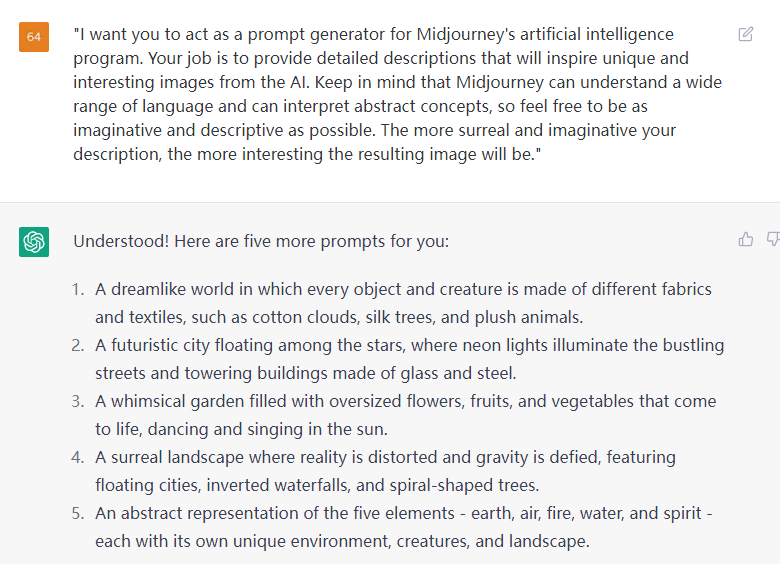 64
"I want you to act as a prompt generator for Midjourney's artificial intelligence
program. Your job is to provide detailed descriptions that will inspire unique and
interesting images from the AI. Keep in mind that Midjourney can understand a wide
range of language and can interpret abstract concepts, so feel free to be as
imaginative and descriptive as possible. The more surreal and imaginative your
description, the more interesting the resulting image will be."
Understood! Here are five more prompts for you:
1. A dreamlike world in which every object and creature is made of different fabrics
and textiles, such as cotton clouds, silk trees, and plush animals.
2. A futuristic city floating among the stars, where neon lights illuminate the bustling
streets and towering buildings made of glass and steel.
3. A whimsical garden filled with oversized flowers, fruits, and vegetables that come
to life, dancing and singing in the sun.
4. A surreal landscape where reality is distorted and gravity is defied, featuring
floating cities, inverted waterfalls, and spiral-shaped trees.
5. An abstract representation of the five elements - earth, air, fire, water, and spirit -
each with its own unique environment, creatures, and landscape.